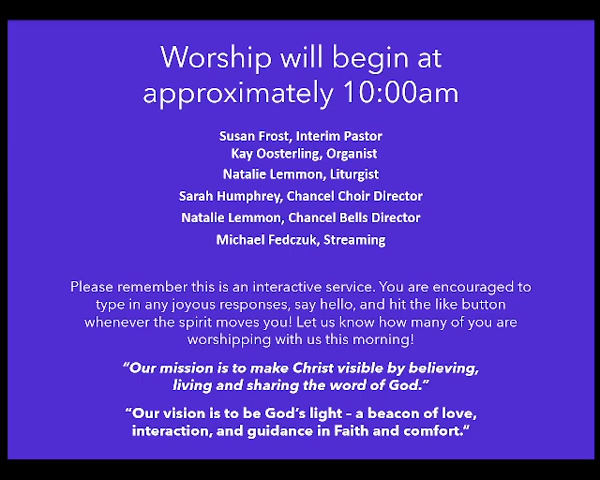 Worship will begin at
approximately 10:00am
Susan Frost, Interim Pastor
Kay Oosterling, Organist
Natalie Lemmon, Liturgist
Sarah Humphrey, Chancel Choir Director
Natalie Lemmon, Chancel Bells Director
Michael Fedczuk, Streaming
Please remember this is an interactive service. You are encouraged to
type in any joyous responses, say hello, and hit the like button
whenever the spirit moves you! Let us know how many of you are
worshipping with us this morning!
“Our mission is to make Christ visible by believing,
living and sharing the word of God.”
“Our vision is to be God’s light – a beacon of love,
interaction, and guidance in Faith and comfort.“